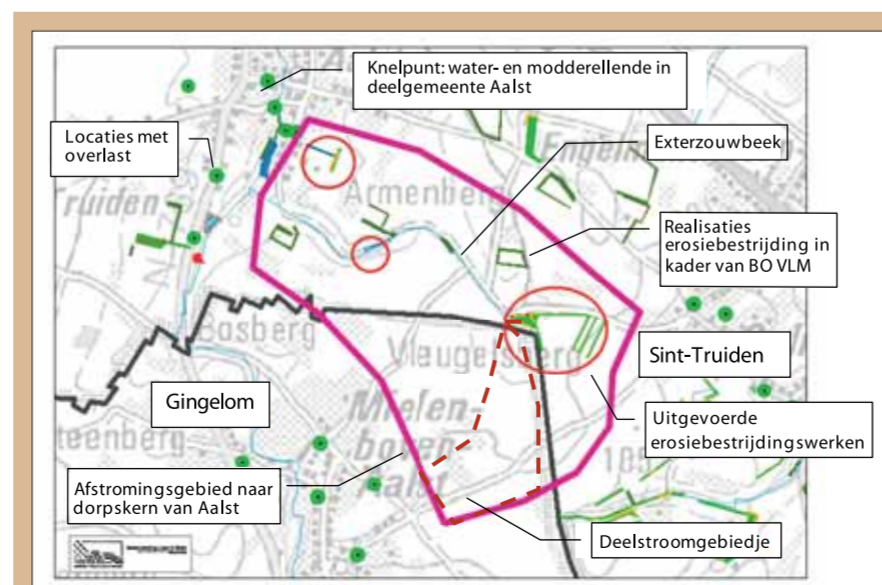 Knelpunt: water- en modderellende in
deelgemeente Aalst
Locaties met
overlast
Exterzouwbeek
Armenberg
Truiden
Realisaties
erosiebestrijding in
kader van BO VLM
Basberg
Vleugelsberg
Sint-Truiden
Gingelom
Mielen-
boven
Aalst
Uitgevoerde
erosiebestrijdingswerken
Afstromingsgebied naar
dorpskern van Aalst
Deelstroomgebiedje